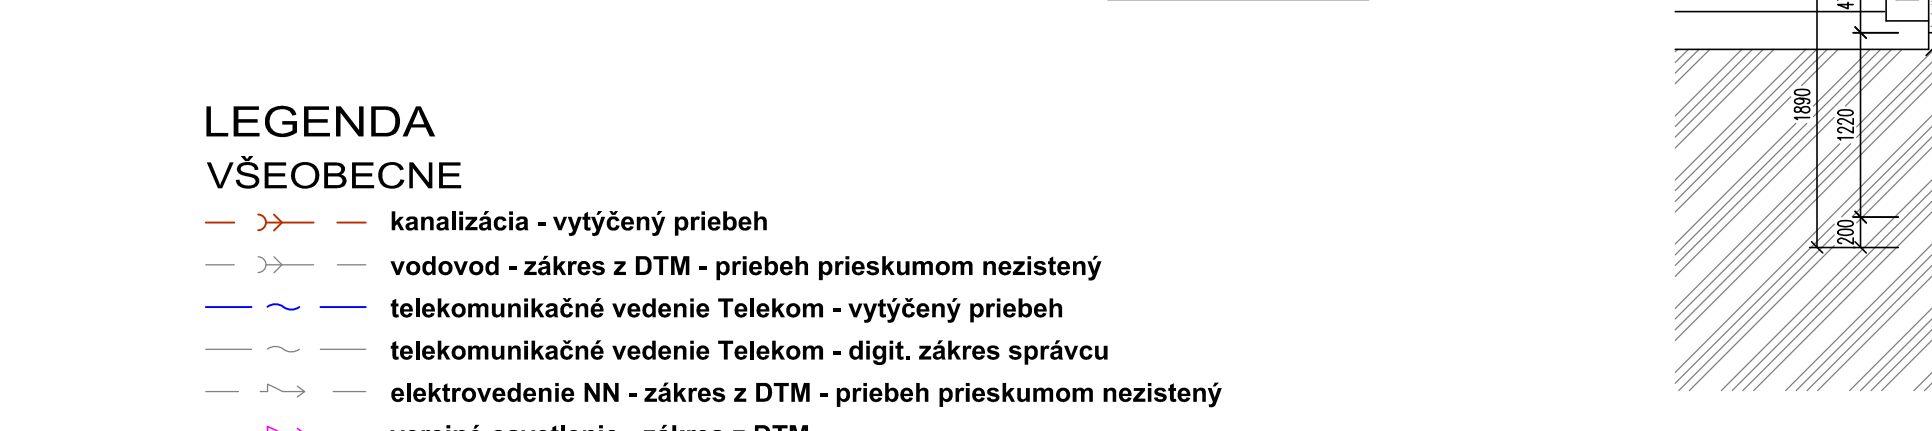 LEGENDA
VŠEOBECNE
kanalizácia - vytýčený priebeh
vodovod - zákres z DTM - priebeh prieskumom nezistený
telekomunikačné vedenie Telekom - vytýčený priebeh
telekomunikačné vedenie Telekom - digit. zákres správcu
elektrovedenie NN - zákres z DTM - priebeh prieskumom nezistený
1890
1220
200